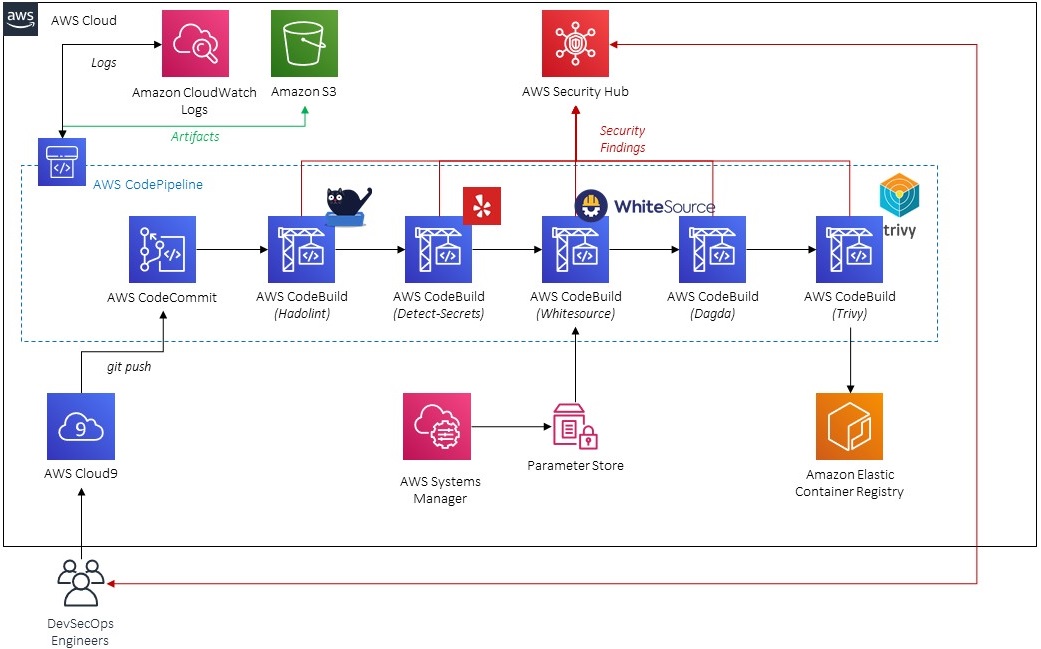 aws
AWS Cloud
Logs
Amazon CloudWatch
Logs
Amazon S3
AWS Security Hub
Artifacts
Security
Findings
AWS CodePipeline
WhiteSource
trivy
AWS CodeCommit
AWS CodeBuild
(Hadolint)
AWS CodeBuild
(Detect-Secrets)
AWS CodeBuild
(Whitesource)
AWS CodeBuild
(Dagda)
AWS CodeBuild
(Trivy)
git push
9
AWS Cloud9
AWS Systems
Manager
Parameter Store
Amazon Elastic
Container Registry
DevSecOps
Engineers